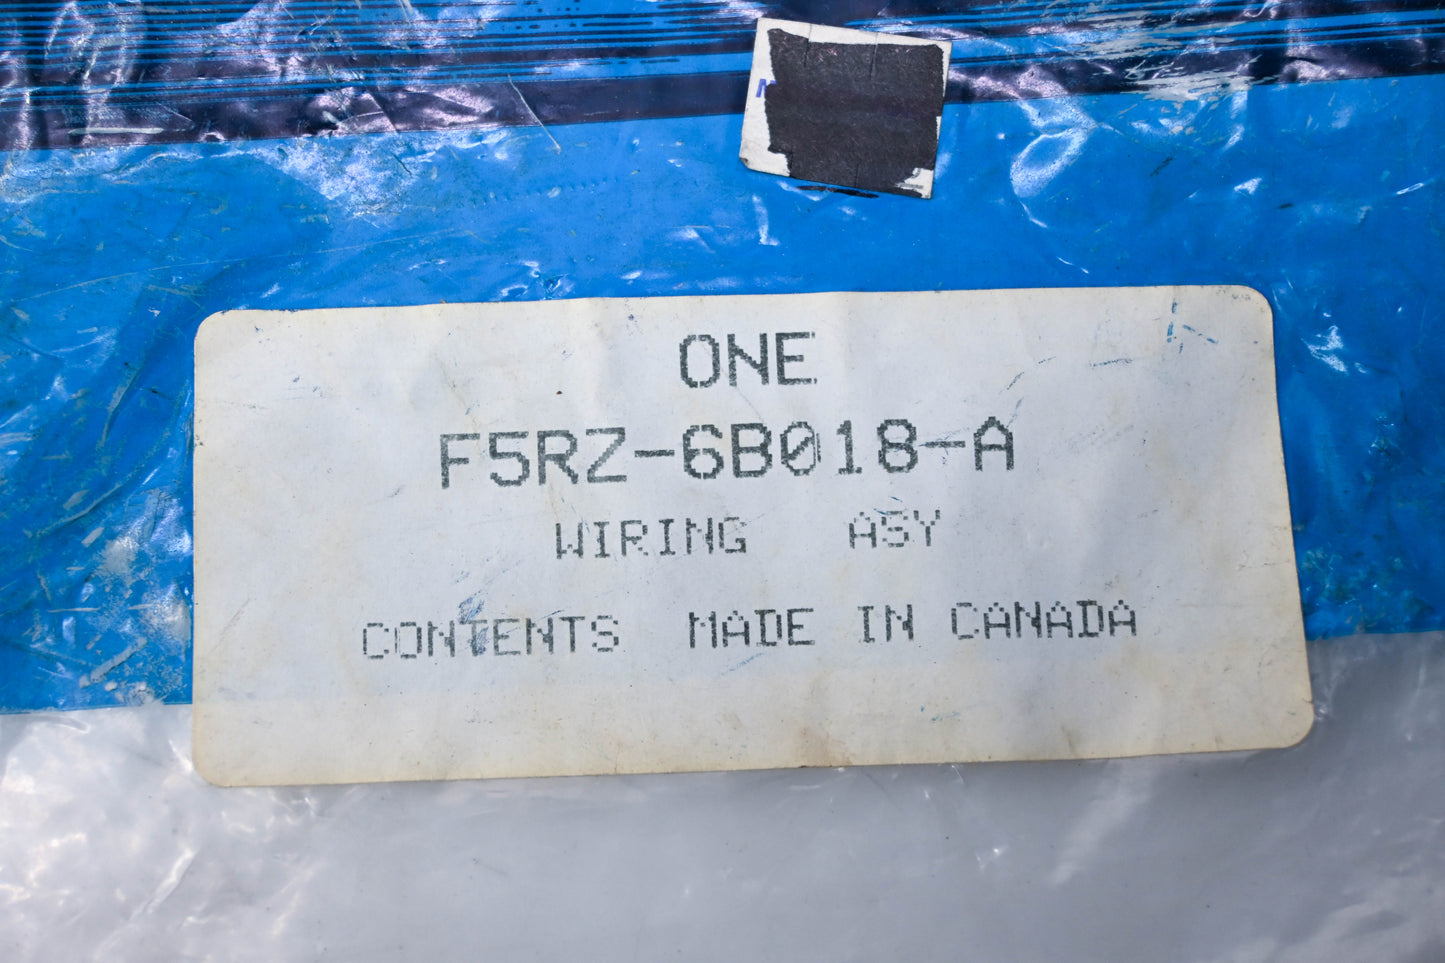 ONE
F5RZ-6B018-A
WIRING ASY
CONTENTS MADE IN CANADA